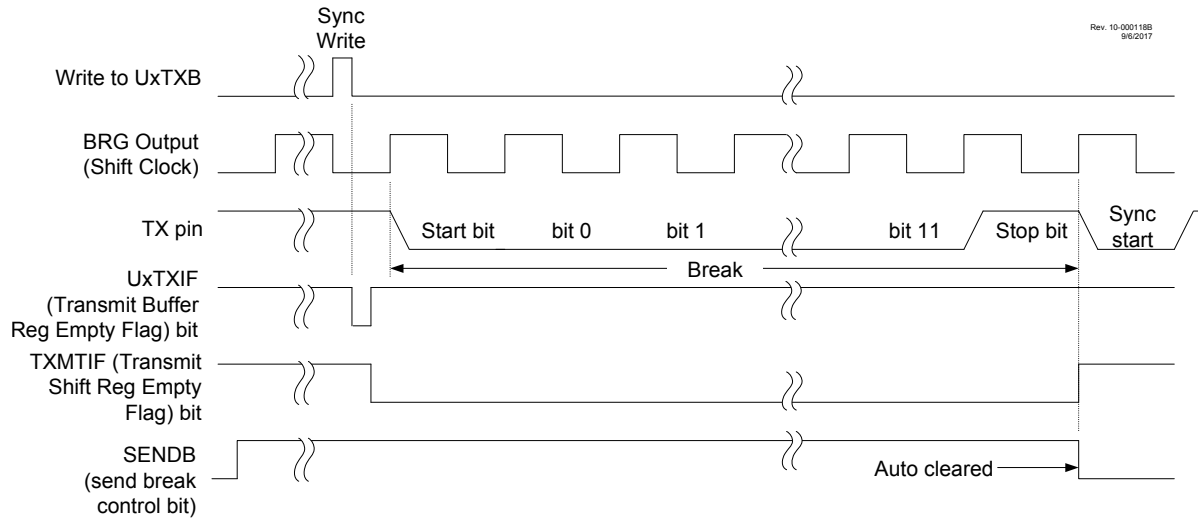 Sync
Write
Rev. 10-000118B
9/6/2017
Write to UxTXB
BRG Output
(Shift Clock)
TX pin
Start bit
bit 0
bit 1
bit 11
Stop bit
Sync
start
Break
UxTXIF
(Transmit Buffer
Reg Empty Flag) bit
TXMTIF (Transmit
Shift Reg Empty
Flag) bit
SENDB
(send break
control bit)
Auto cleared